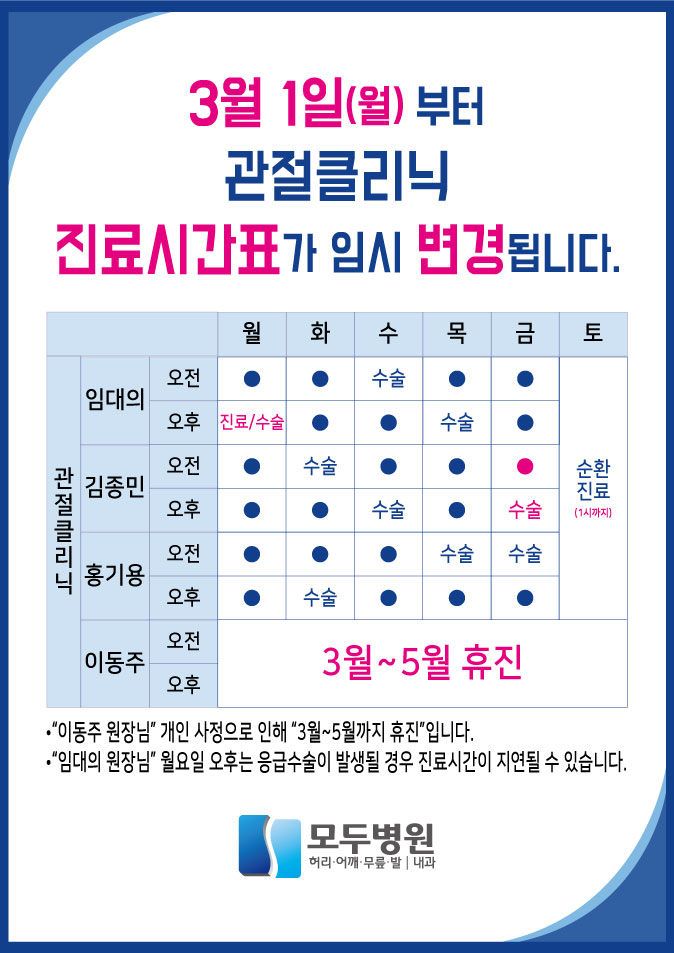 3월 1일(월) 부터
관절클리닉
진료시간표가 임시 변경됩니다.
월 화 수 목 금 토
관절클리닉
임대의 오전 ● ● 수술 ● ●
오후 진료/수술 ● ● 수술 ●
김종민 오전 ● 수술 ● ● ●
오후 ● ● 수술 ● 수술
홍기용 오전 ● ● ● 수술 수술
오후 ● 수술 ● ● ●
순환
진료
(1시까지)
이동주 오전
오후
3월~5월 휴진
•“이동주 원장님” 개인 사정으로 인해 “3월~5월까지 휴진”입니다.
•“임대의 원장님” 월요일 오후는 응급수술이 발생될 경우 진료시간이 지연될 수 있습니다.
모두병원
허리·어깨·무릎·발 | 내과